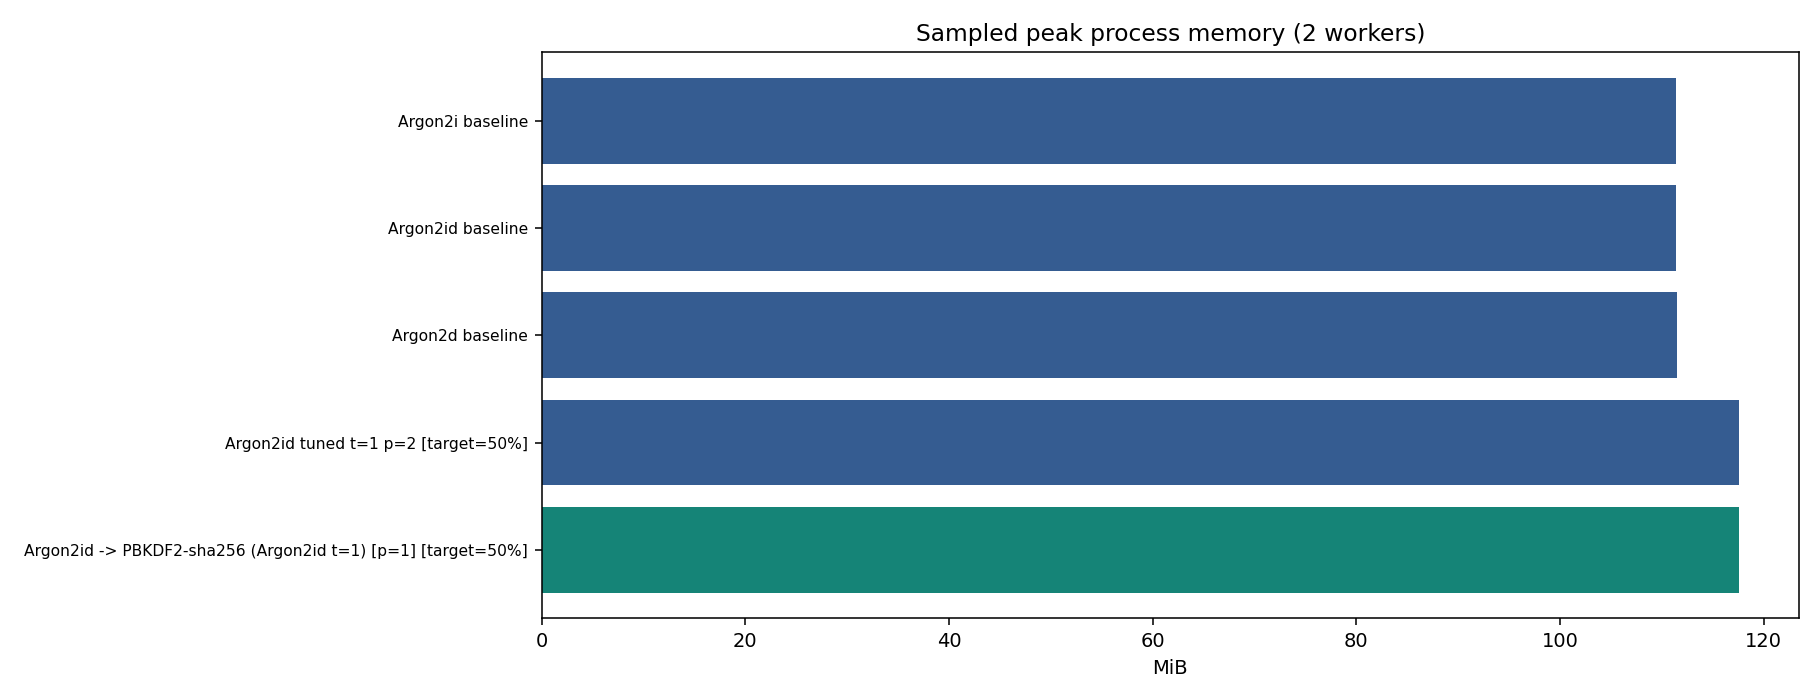 Sampled peak process memory (2 workers)
Argon2i baseline
Argon2id baseline
Argon2d baseline
Argon2id tuned t=1 p=2 [target=50%]
Argon2id -> PBKDF2-sha256 (Argon2id t=1) [p=1] [target=50%]
0 20 40 60 80 100 120
MiB